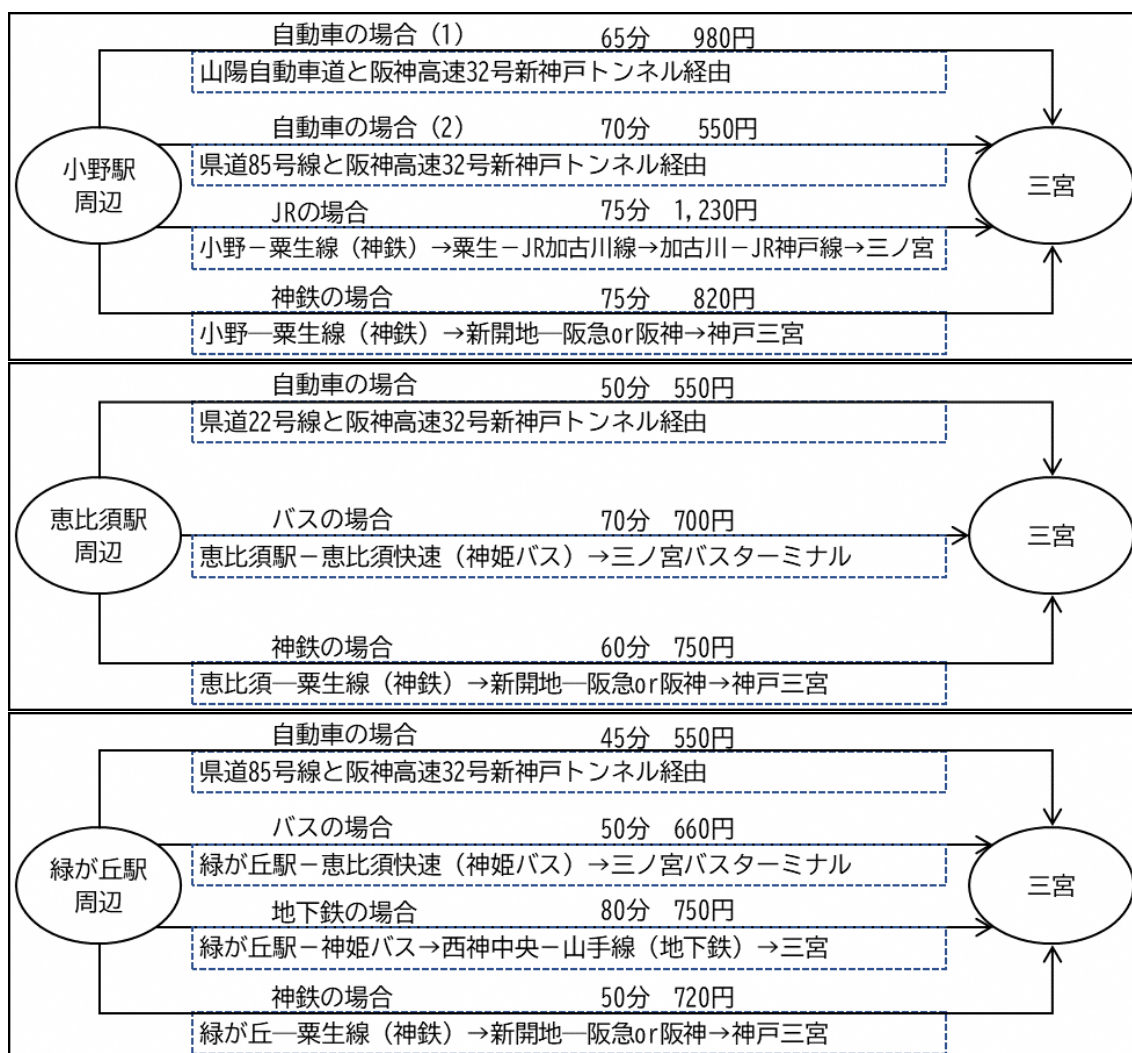 自動車の場合(1) 65分 980円
山陽自動車道と阪神高速32号新神戸トンネル経由
自動車の場合(2) 70分 550円
県道85号線と阪神高速32号新神戸トンネル経由
小野駅
周辺
三宮
JRの場合 75分 1,230円
小野－粟生線（神鉄）→粟生－JR加古川線→加古川－JR神戸線→三ノ宮
神鉄の場合 75分 820円
小野―粟生線（神鉄）→新開地―阪急or阪神→神戸三宮
自動車の場合 50分 550円
県道22号線と阪神高速32号新神戸トンネル経由
恵比須駅
周辺
三宮
バスの場合 70分 700円
恵比須駅－恵比須快速（神姫バス）→三ノ宮バスターミナル
神鉄の場合 60分 750円
恵比須―粟生線（神鉄）→新開地―阪急or阪神→神戸三宮
自動車の場合 45分 550円
県道85号線と阪神高速32号新神戸トンネル経由
バスの場合 50分 660円
緑が丘駅－恵比須快速（神姫バス）→三ノ宮バスターミナル
緑が丘駅
周辺
三宮
地下鉄の場合 80分 750円
緑が丘駅－神姫バス→西神中央－山手線（地下鉄）→三宮
神鉄の場合 50分 720円
緑が丘―粟生線（神鉄）→新開地―阪急or阪神→神戸三宮